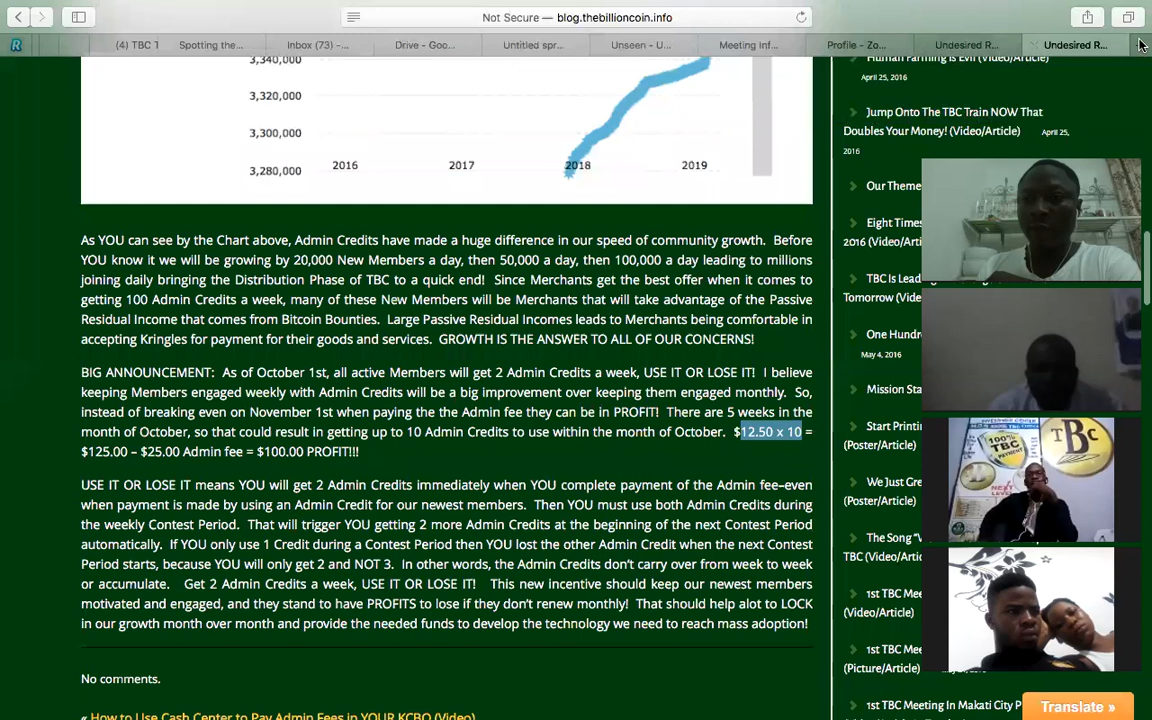 Not Secure — blog.thebillioncoin.info
(4) TBC 1
Spotting the...
Inbox (73) -...
Drive - Goo...
Untitled spr...
Unseen - U...
Meeting Inf...
Profile - Zo...
Undesired R...
Undesired R...
3,340,000
3,320,000
3,300,000
3,280,000
2016 2017 2018 2019
As YOU can see by the Chart above, Admin Credits have made a huge difference in our speed of community growth. Before
YOU know it we will be growing by 20,000 New Members a day, then 50,000 a day, then 100,000 a day leading to millions
joining daily bringing the Distribution Phase of TBC to a quick end! Since Merchants get the best offer when it comes to
getting 100 Admin Credits a week, many of these New Members will be Merchants that will take advantage of the Passive
Residual Income that comes from Bitcoin Bounties. Large Passive Residual Incomes leads to Merchants being comfortable in
accepting Kringles for payment for their goods and services. GROWTH IS THE ANSWER TO ALL OF OUR CONCERNS!
BIG ANNOUNCEMENT: As of October 1st, all active Members will get 2 Admin Credits a week, USE IT OR LOSE IT! I believe
keeping Members engaged weekly with Admin Credits will be a big improvement over keeping them engaged monthly. So,
instead of breaking even on November 1st when paying the the Admin fee they can be in PROFIT! There are 5 weeks in the
month of October, so that could result in getting up to 10 Admin Credits to use within the month of October. $12.50 x 10 =
$125.00 – $25.00 Admin fee = $100.00 PROFIT!!!
USE IT OR LOSE IT means YOU will get 2 Admin Credits immediately when YOU complete payment of the Admin fee–even
when payment is made by using an Admin Credit for our newest members. Then YOU must use both Admin Credits during
the weekly Contest Period. That will trigger YOU getting 2 more Admin Credits at the beginning of the next Contest Period
automatically. If YOU only use 1 Credit during a Contest Period then YOU lost the other Admin Credit when the next Contest
Period starts, because YOU will only get 2 and NOT 3. In other words, the Admin Credits don't carry over from week to week
or accumulate. Get 2 Admin Credits a week, USE IT OR LOSE IT! This new incentive should keep our newest members
motivated and engaged, and they stand to have PROFITS to lose if they don't renew monthly! That should help alot to LOCK
in our growth month over month and provide the needed funds to develop the technology we need to reach mass adoption!
No comments.
« How to Use Cash Center to Pay Admin Fees in YOUR KCBO (Video)
Human Farming Is Evil (Video/Article)
April 25, 2016
Jump Onto The TBC Train NOW That
Doubles Your Money! (Video/Article) April 25,
2016
Our Theme
Eight Times
2016 (Video/Arti
TBC Is Lead
Tomorrow (Vide
One Hundr
May 4, 2016
Mission Sta
Start Printin
(Poster/Article)
We Just Gre
(Poster/Article)
The Song "V
TBC (Video/Artic
1st TBC Mee
(Video/Article)
1st TBC Mee
(Picture/Article)
1st TBC Meeting In Makati City P
100%
TBC
PAYMENT
TBC
NEXT
LEVEL
Translate »